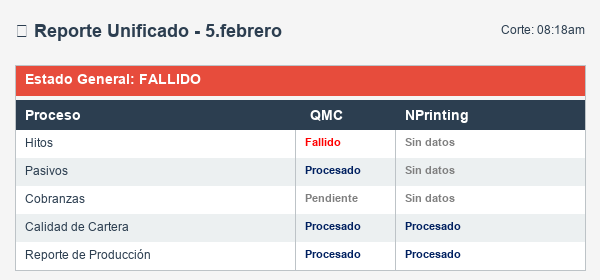 Reporte Unificado - 5.febrero
Corte: 08:18am
Estado General: FALLIDO
Proceso QMC NPrinting
Hitos Fallido Sin datos
Pasivos Procesado Sin datos
Cobranzas Pendiente Sin datos
Calidad de Cartera Procesado Procesado
Reporte de Producción Procesado Procesado